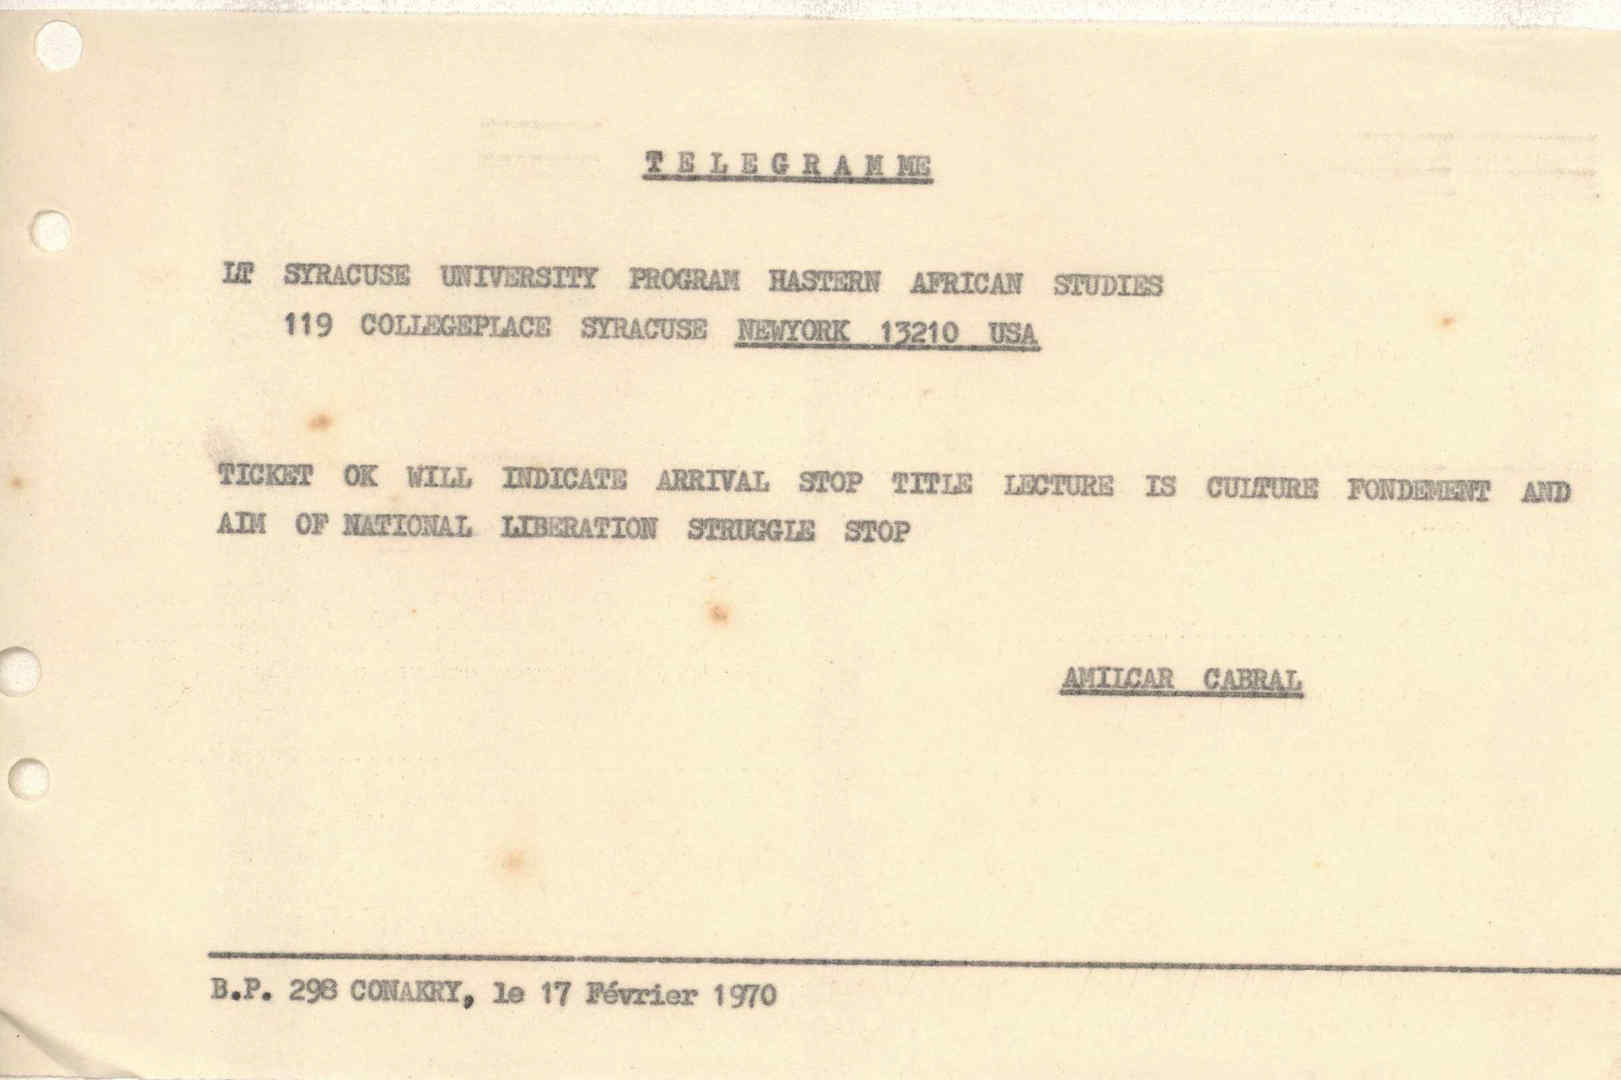 TELEGRAMME
LT SYRACUSE UNIVERSITY PROGRAM HASTERN AFRICAN STUDIES
119 COLLEGEPLACE SYRACUSE NEWYORK 13210 USA
TICKET OK WILL INDICATE ARRIVAL STOP TITLE LECTURE IS CULTURE FONDEMENT AND
AIM OF NATIONAL LIBERATION STRUGGLE STOP
AMILCAR CABRAL
B.P. 298 CONAKRY, le 17 Février 1970